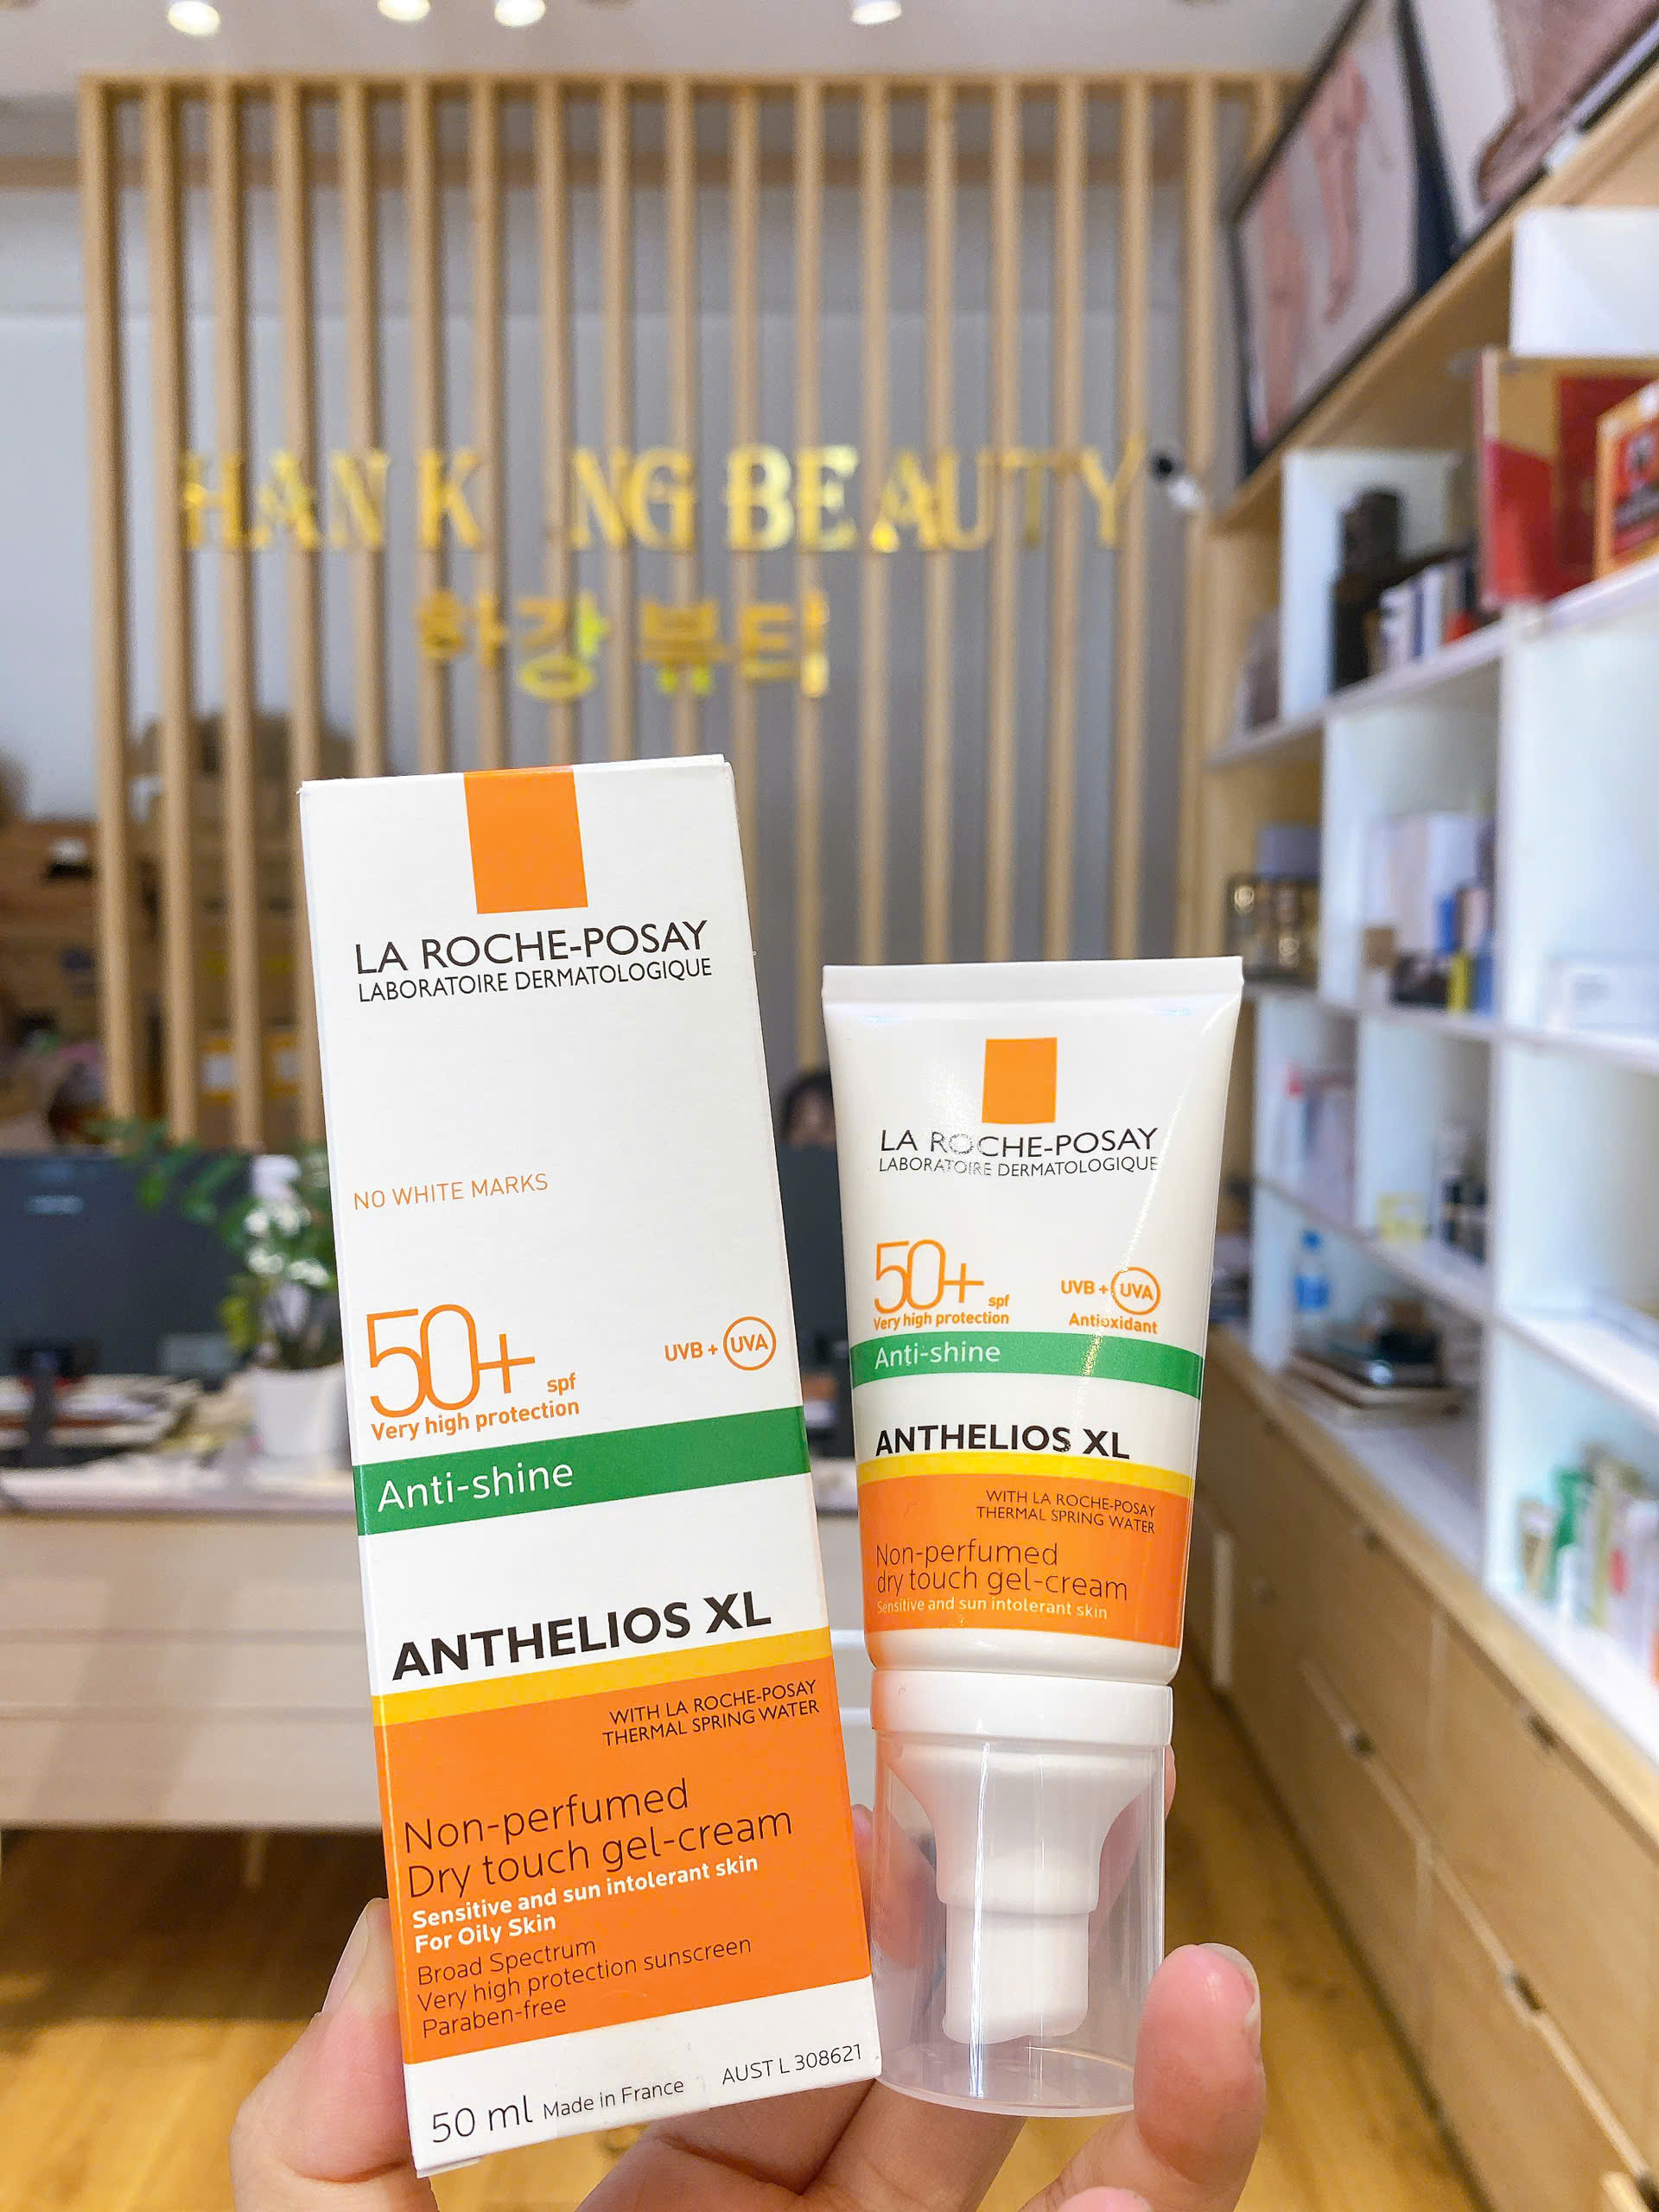 HAN K NG BEAUTY
하강 뷰티
LA ROCHE-POSAY
LABORATOIRE DERMATOLOGIQUE
NO WHITE MARKS
50+ spf
Very high protection
UVB + UVA
Anti-shine
ANTHELIOS XL
WITH LA ROCHE-POSAY
THERMAL SPRING WATER
Non-perfumed
Dry touch gel-cream
Sensitive and sun intolerant skin
For Oily Skin
Broad Spectrum
Very high protection sunscreen
Paraben-free
50 ml Made in France AUST L 308621
LA ROCHE-POSAY
LABORATOIRE DERMATOLOGIQUE
50+ spf
Very high protection
UVB + UVA
Antioxidant
Anti-shine
ANTHELIOS XL
WITH LA ROCHE-POSAY
THERMAL SPRING WATER
Non-perfumed
dry touch gel-cream
Sensitive and sun intolerant skin